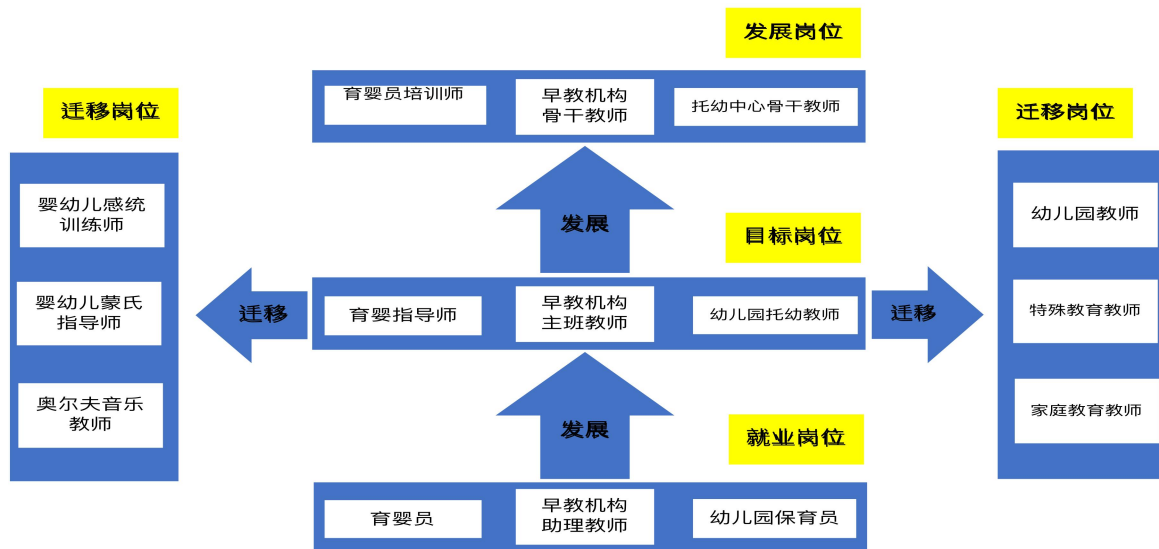 发展岗位
育婴员培训师
早教机构
骨干教师
托幼中心骨干教师
迁移岗位
婴幼儿感统
训练师
婴幼儿蒙氏
指导师
奥尔夫音乐
教师
发展
目标岗位
迁移
育婴指导师
早教机构
主班教师
幼儿园托幼教师
迁移
发展
就业岗位
育婴员
早教机构
助理教师
幼儿园保育员
迁移岗位
幼儿园教师
特殊教育教师
家庭教育教师